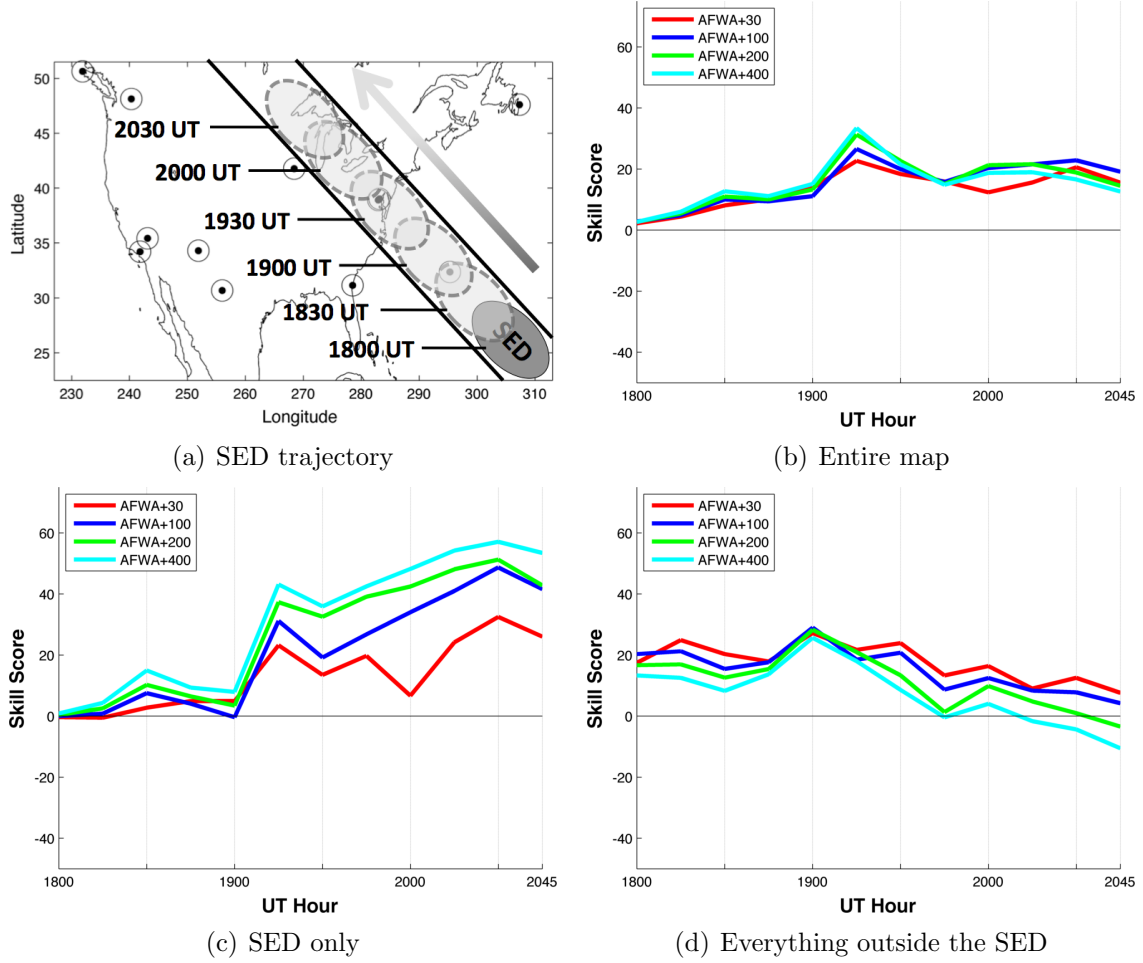 50
45
40
35
30
25
Latitude
2030 UT
2000 UT
1930 UT
1900 UT
1830 UT
1800 UT
SED
230 240 250 260 270 280 290 300 310
Longitude
(a) SED trajectory
AFWA+30
AFWA+100
AFWA+200
AFWA+400
60
40
20
0
-20
-40
Skill Score
1800 1900 2000 2045
UT Hour
(b) Entire map
AFWA+30
AFWA+100
AFWA+200
AFWA+400
60
40
20
0
-20
-40
Skill Score
1800 1900 2000 2045
UT Hour
(c) SED only
AFWA+30
AFWA+100
AFWA+200
AFWA+400
60
40
20
0
-20
-40
Skill Score
1800 1900 2000 2045
UT Hour
(d) Everything outside the SED